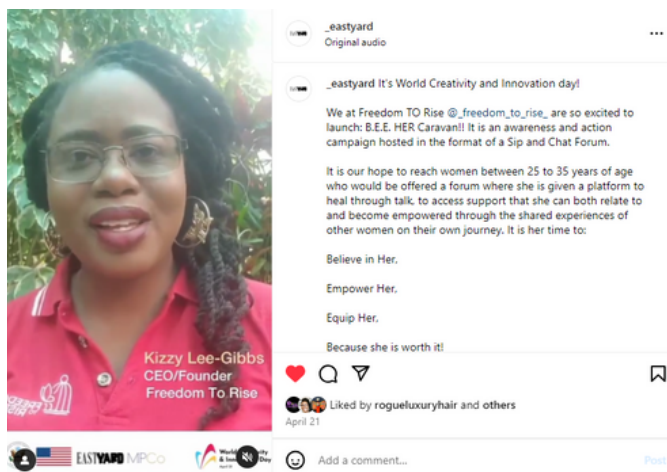 Kizzy Lee-Gibbs
CEO/Founder
Freedom To Rise
EASTYARD MPCo
_eastyard
Original audio
_eastyard It's World Creativity and Innovation day!
We at Freedom TO Rise @_freedom_to_rise_ are so excited to
launch: B.E.E. HER Caravan!! It is an awareness and action
campaign hosted in the format of a Sip and Chat Forum.
It is our hope to reach women between 25 to 35 years of age
who would be offered a forum where she is given a platform to
heal through talk, to access support that she can both relate to
and become empowered through the shared experiences of
other women on their own journey. It is her time to:
Believe in Her,
Empower Her,
Equip Her,
Because she is worth it!
Liked by rogueluxuryhair and others
April 21
Add a comment...
Post